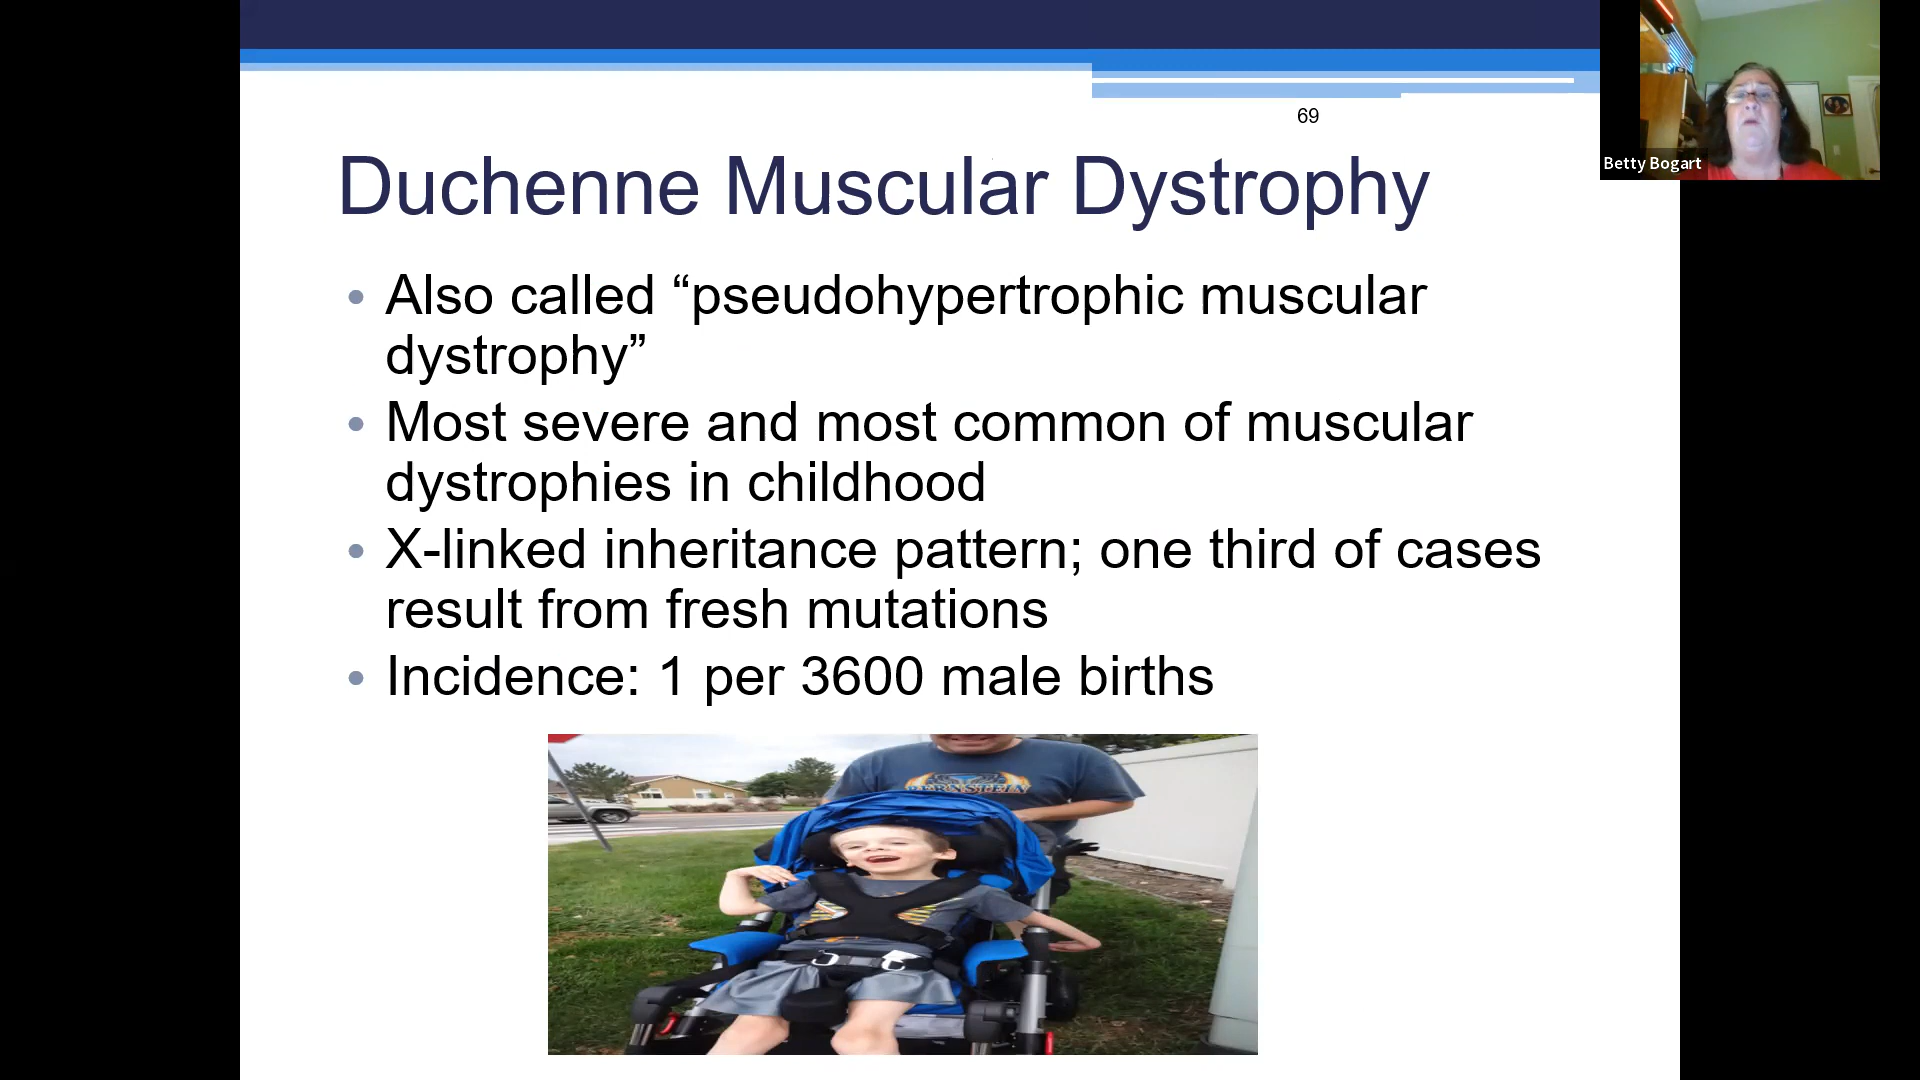 69
Betty Bogart
Duchenne Muscular Dystrophy
• Also called “pseudohypertrophic muscular
dystrophy”
• Most severe and most common of muscular
dystrophies in childhood
• X-linked inheritance pattern; one third of cases
result from fresh mutations
• Incidence: 1 per 3600 male births
BERNSTEIN